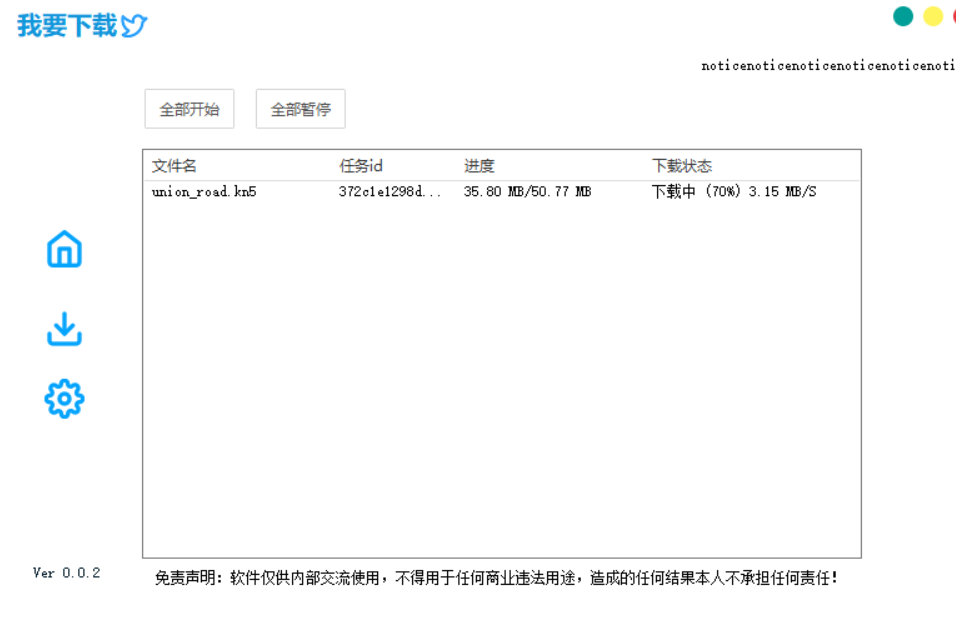 我要下载
noticenoticenoticenoticenoticenoti
全部开始 全部暂停
文件名 任务id 进度 下载状态
union_road.kn5 372c1e1298d... 35.80 MB/50.77 MB 下载中 (70%) 3.15 MB/S
Ver 0.0.2
免责声明：软件仅供内部交流使用，不得用于任何商业违法用途，造成的任何结果本人不承担任何责任！